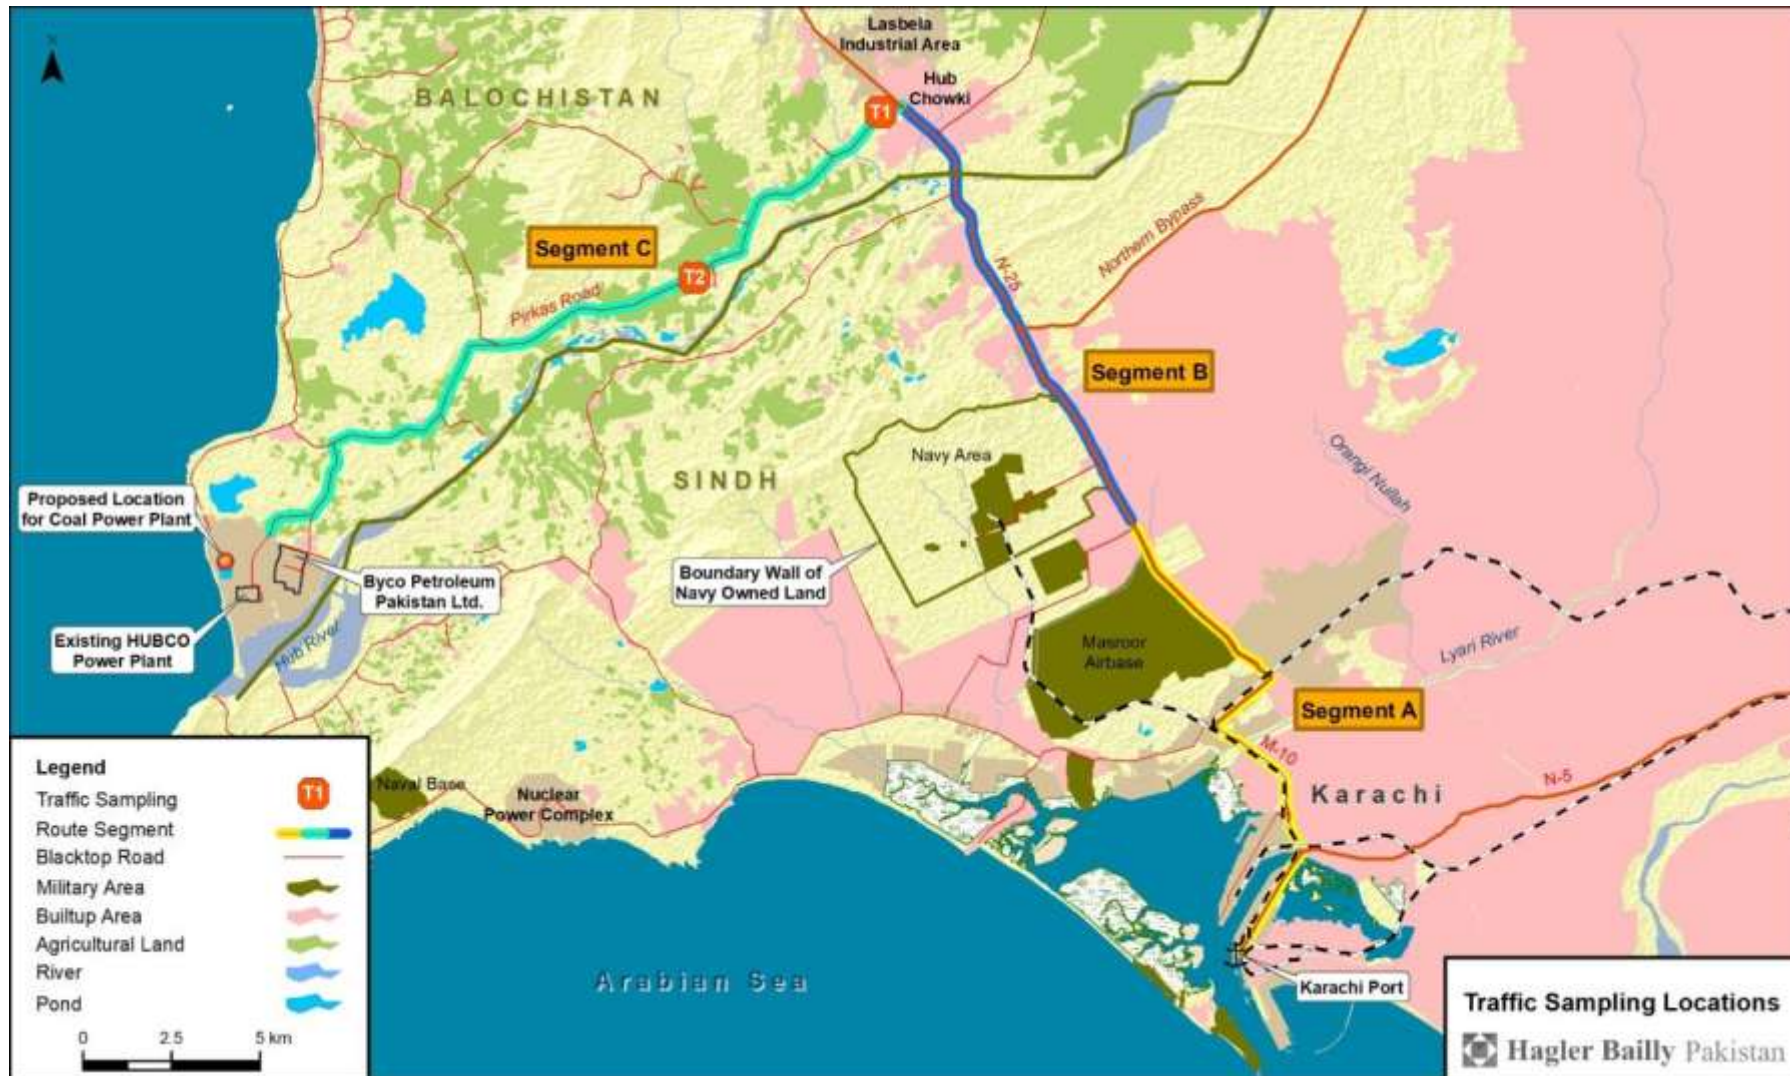 Lasbela
Industrial Area
Hub
Chowki
BALOCHISTAN
T1
Segment C
T2
Pirkas Road
N-25
Northern Bypass
Segment B
Navy Area
SINDH
Orangi Nullah
Proposed Location
for Coal Power Plant
Boundary Wall of
Navy Owned Land
Byco Petroleum
Pakistan Ltd.
Existing HUBCO
Power Plant
Hub River
Masroor
Airbase
Lyari River
Segment A
M-10
Karachi
N-5
Naval Base
Nuclear
Power Complex
Arabian Sea
Karachi Port
Legend
Traffic Sampling
T1
Route Segment
Blacktop Road
Military Area
Builtup Area
Agricultural Land
River
Pond
0 2.5 5 km
Traffic Sampling Locations
Hagler Bailly Pakistan